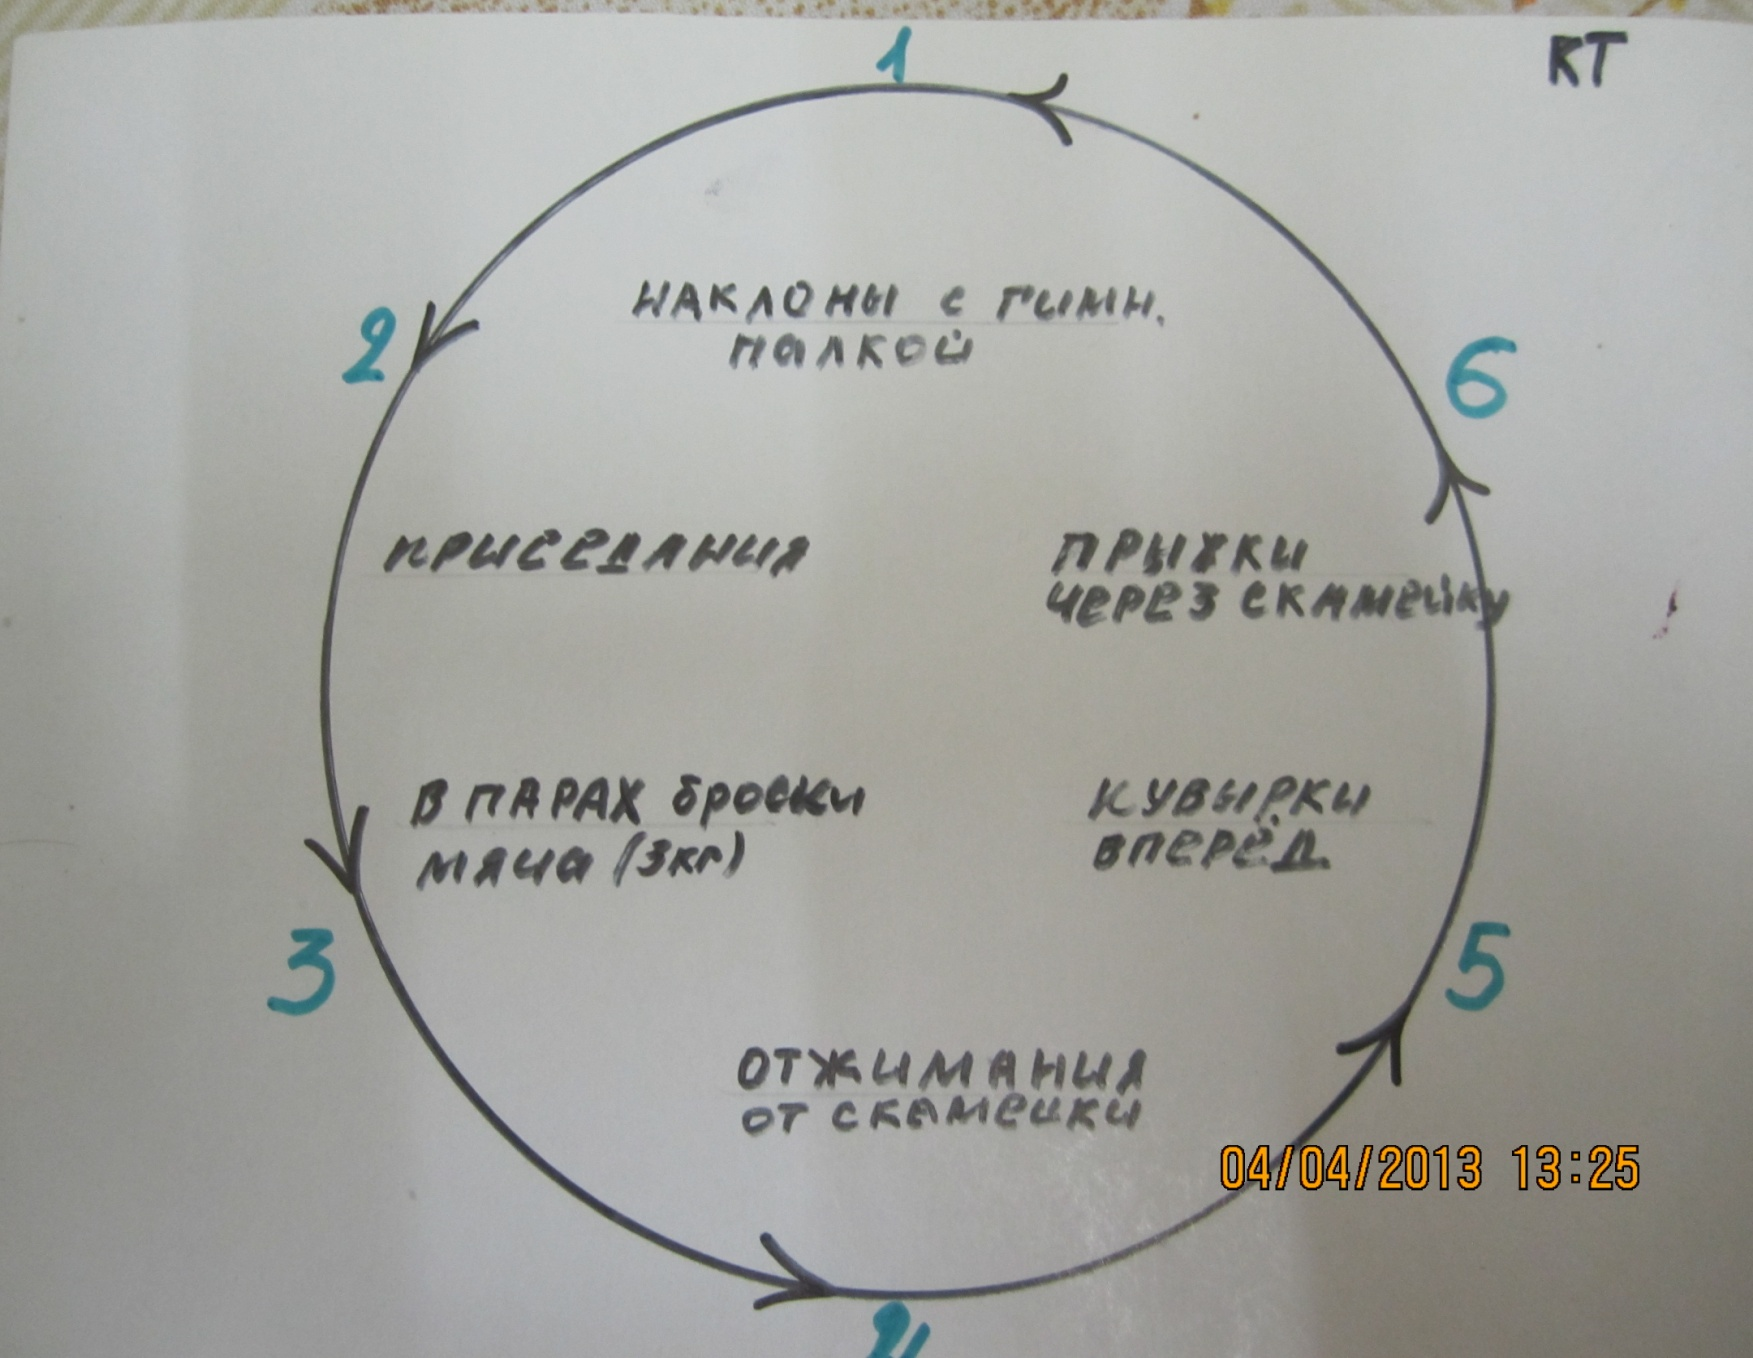 КТ
1
НАКЛОНЫ С ГИМН.
ПАЛКОЙ
2
6
ПРИСЕДАНИЯ
ПРЫЖКИ
ЧЕРЕЗ СКАМЕЙКУ
В ПАРАХ броски
мяча (3кг)
КУВЫРКИ
ВПЕРЁД
3
5
ОТЖИМАНИЯ
ОТ СКАМЕЙКИ
04/04/2013 13:25
4